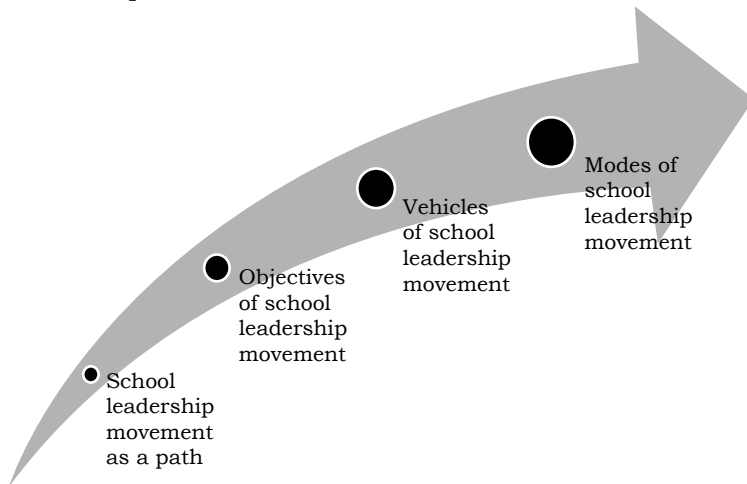 School
leadership
movement
as a path
Objectives
of school
leadership
movement
Vehicles
of school
leadership
movement
Modes of
school
leadership
movement